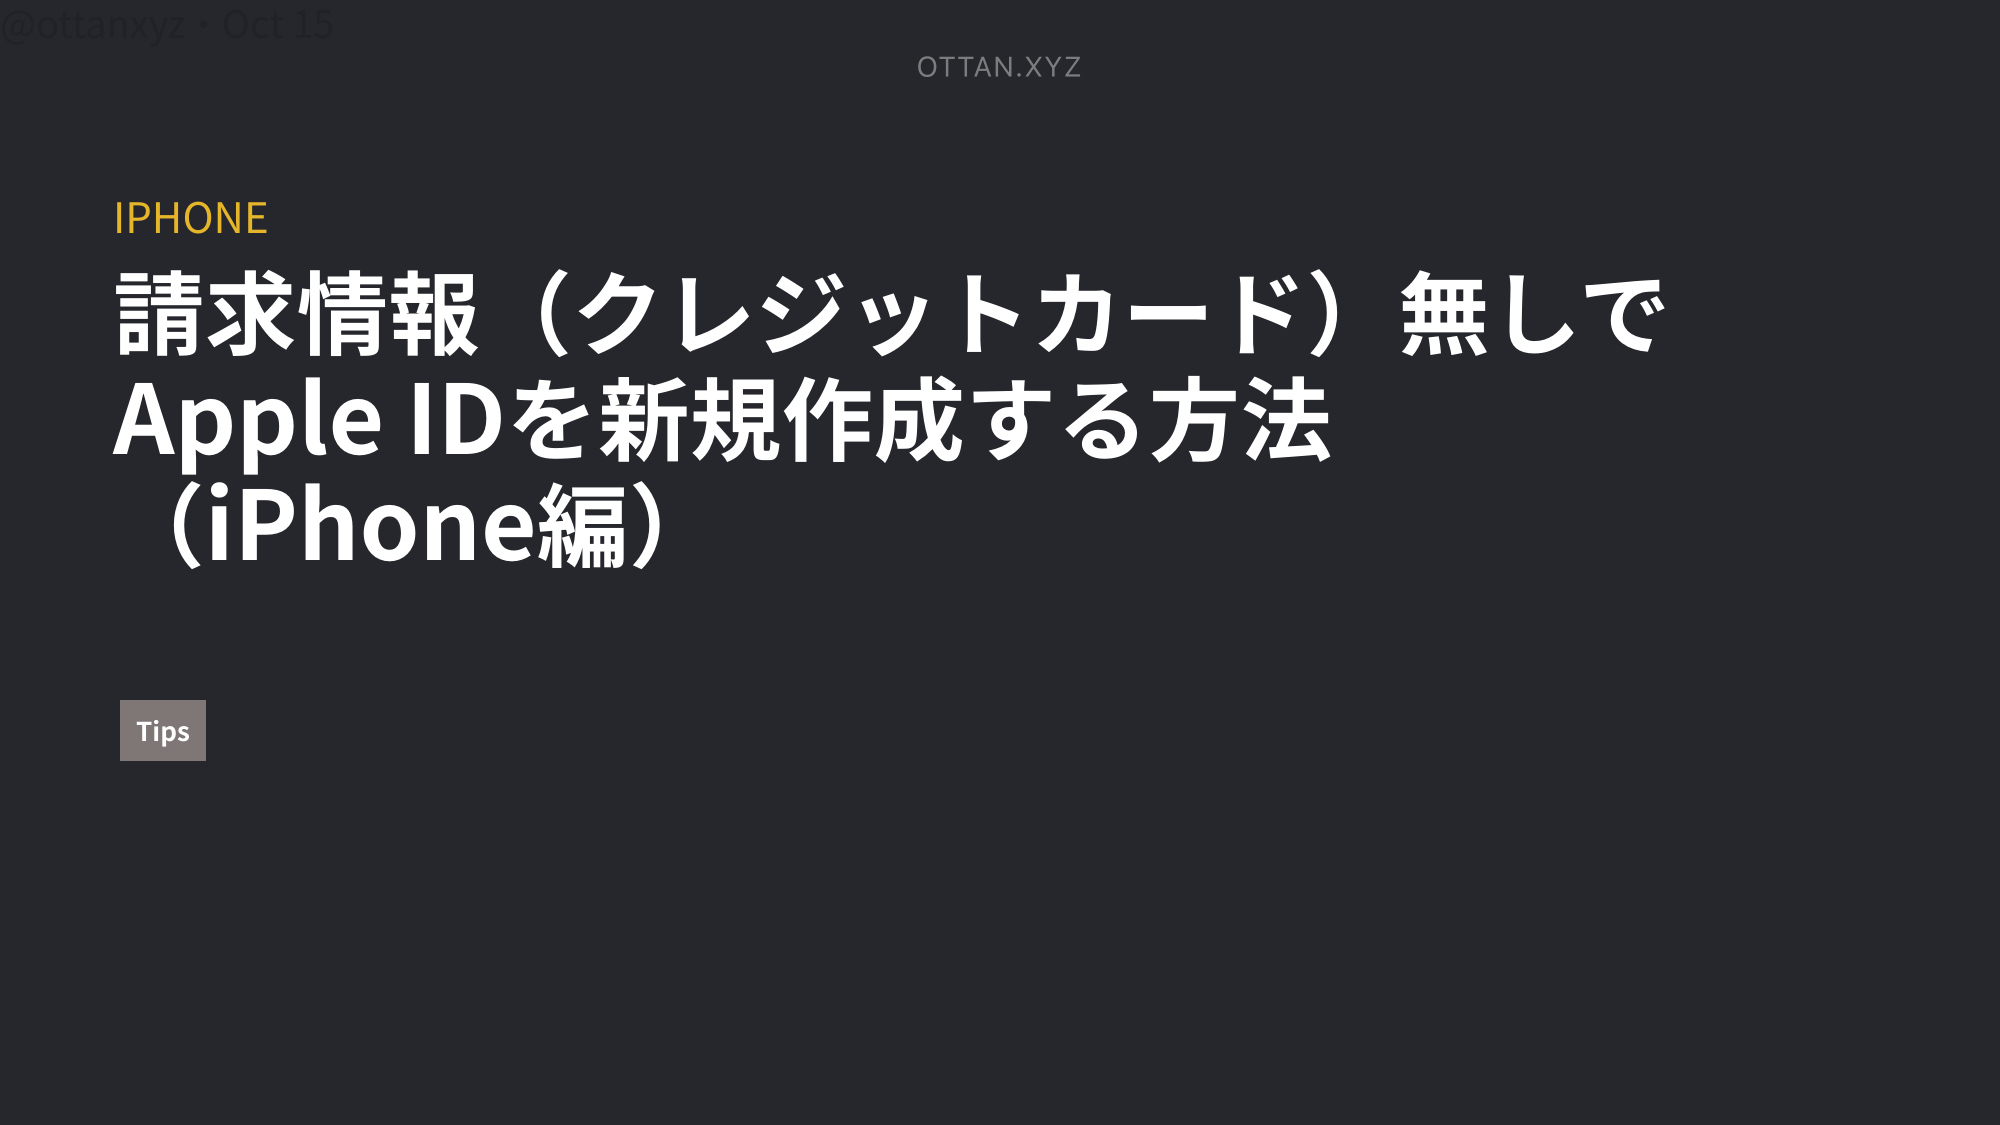 @ottanxyz・Oct 15
OTTAN.XYZ
IPHONE
請求情報（クレジットカード）無しで
Apple IDを新規作成する方法
（iPhone編）
Tips